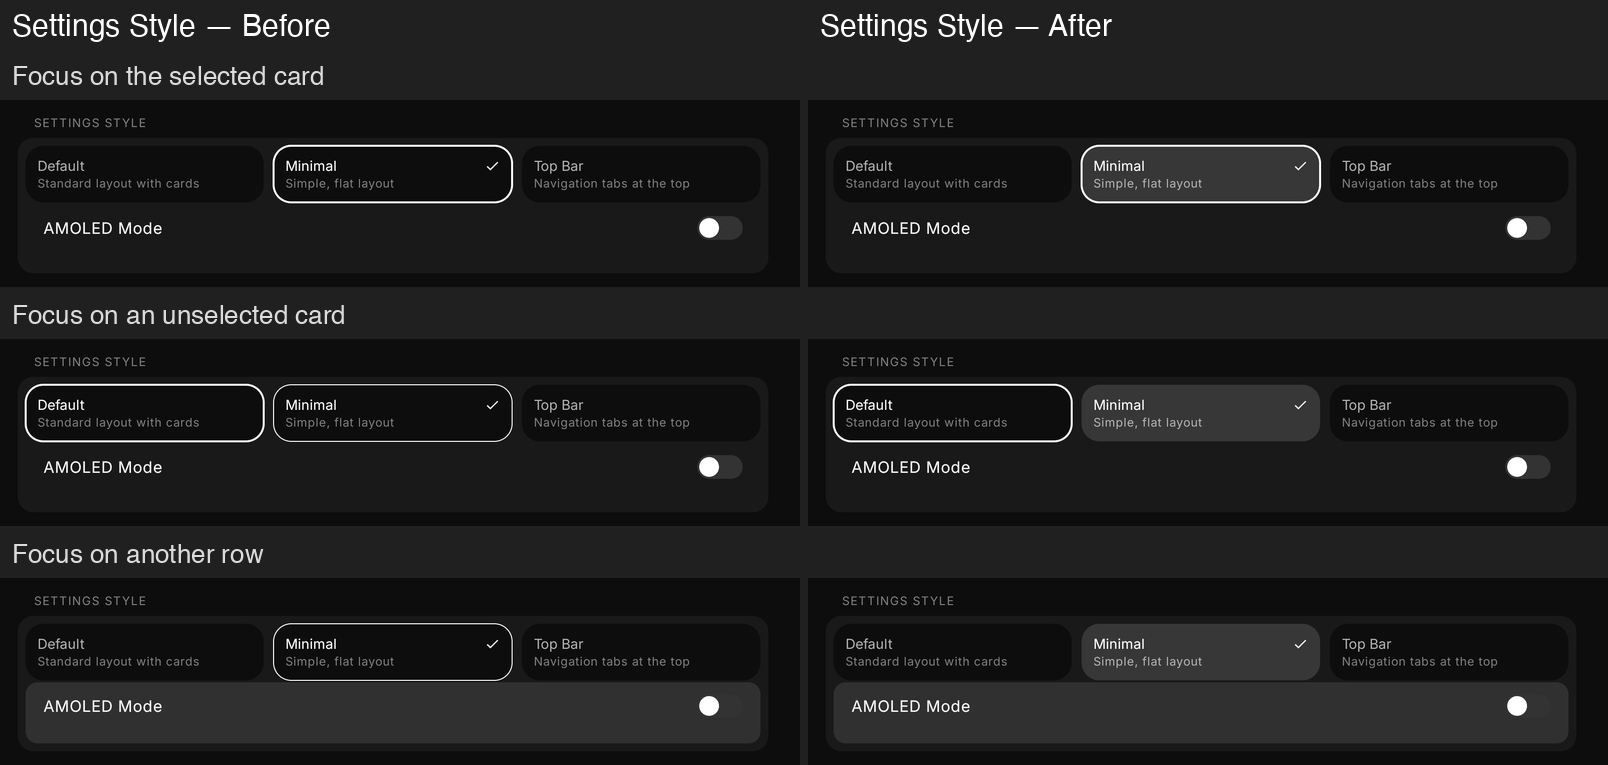 Settings Style — Before
Settings Style — After
Focus on the selected card
SETTINGS STYLE
Default
Standard layout with cards
Minimal
Simple, flat layout
Top Bar
Navigation tabs at the top
AMOLED Mode
SETTINGS STYLE
Default
Standard layout with cards
Minimal
Simple, flat layout
Top Bar
Navigation tabs at the top
AMOLED Mode
Focus on an unselected card
SETTINGS STYLE
Default
Standard layout with cards
Minimal
Simple, flat layout
Top Bar
Navigation tabs at the top
AMOLED Mode
SETTINGS STYLE
Default
Standard layout with cards
Minimal
Simple, flat layout
Top Bar
Navigation tabs at the top
AMOLED Mode
Focus on another row
SETTINGS STYLE
Default
Standard layout with cards
Minimal
Simple, flat layout
Top Bar
Navigation tabs at the top
AMOLED Mode
SETTINGS STYLE
Default
Standard layout with cards
Minimal
Simple, flat layout
Top Bar
Navigation tabs at the top
AMOLED Mode